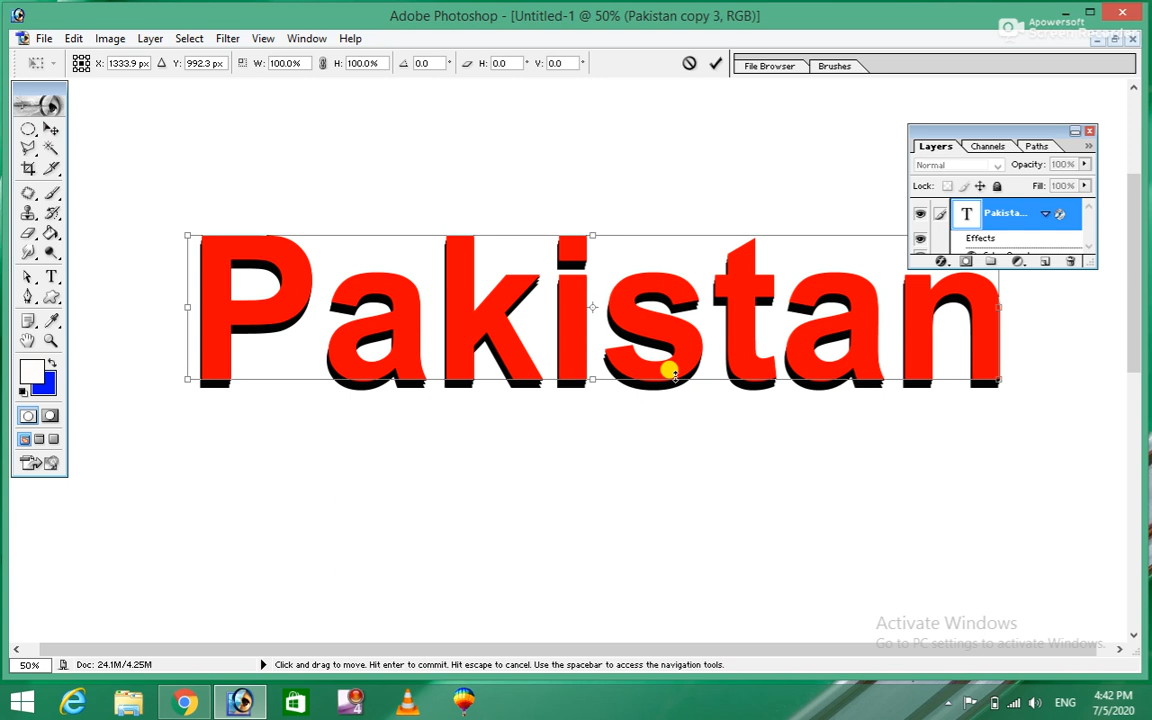 Adobe Photoshop - [Untitled-1 @ 50% (Pakistan copy 3, RGB)]
Apowersoft
Screen Recorder
File Edit Image Layer Select Filter View Window Help
X: 1333.9 px Y: 992.3 px W: 100.0% H: 100.0% 0.0 ° H: 0.0 ° V: 0.0 °
File Browser Brushes
Layers Channels Paths »
Normal Opacity: 100%
Lock: Fill: 100%
T Pakista...
Effects
Pakistan
Activate Windows
Go to PC settings to activate Windows.
50% Doc: 24.1M/4.25M Click and drag to move. Hit enter to commit. Hit escape to cancel. Use the spacebar to access the navigation tools.
ENG
4:42 PM
7/5/2020